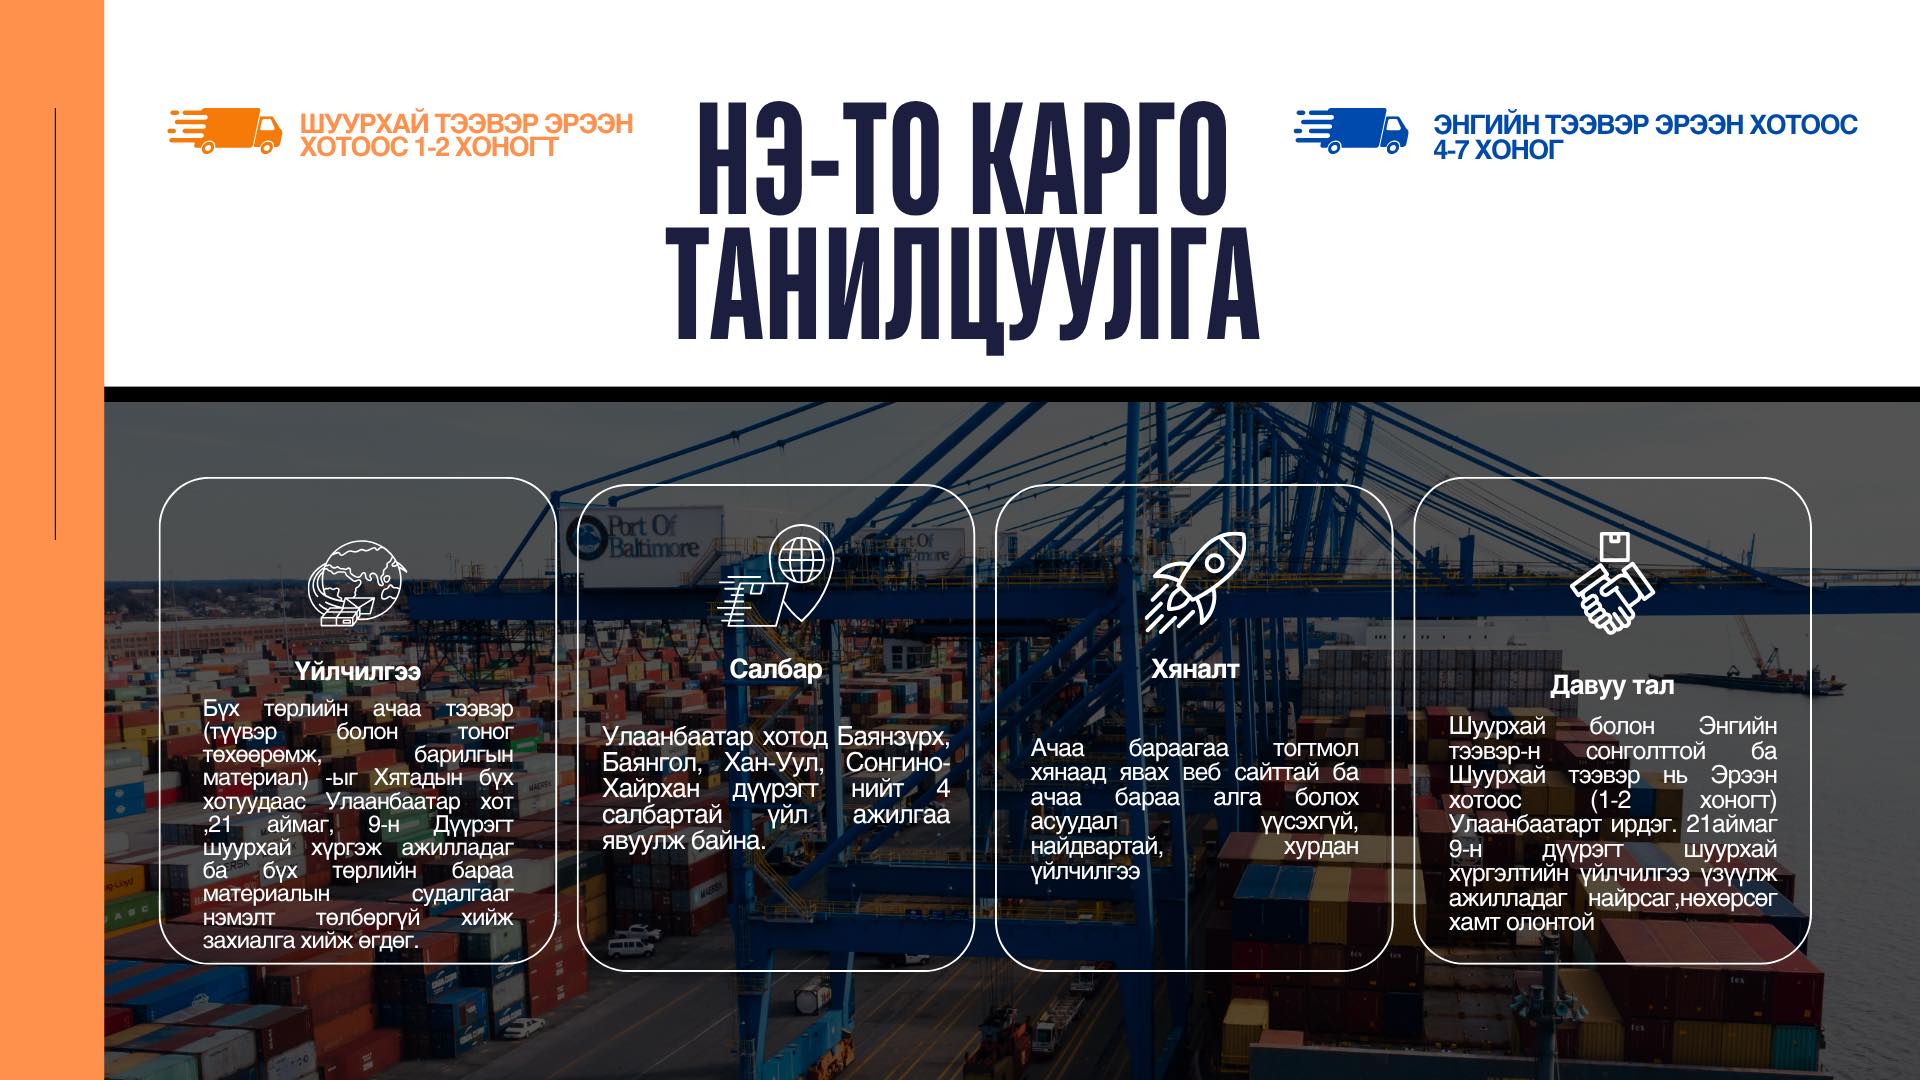 ШУУРХАЙ ТЭЭВЭР ЭРЭЭН
ХОТООС 1-2 ХОНОГТ
НЭ-ТО КАРГО
ТАНИЛЦУУЛГА
ЭНГИЙН ТЭЭВЭР ЭРЭЭН ХОТООС
4-7 ХОНОГ
Port Of
Baltimore
Үйлчилгээ
Бүх төрлийн ачаа тээвэр
(түүвэр болон тоног
төхөөрөмж, барилгын
материал) -ыг Хятадын бүх
хотуудаас Улаанбаатар хот
,21 аймаг, 9-н Дүүрэгт
шуурхай хүргэж ажилладаг
ба бүх төрлийн бараа
материалын судалгааг
нэмэлт төлбөргүй хийж
захиалга хийж өгдөг.
Салбар
Улаанбаатар хотод Баянзүрх,
Баянгол, Хан-Уул, Сонгино-
Хайрхан дүүрэгт нийт 4
салбартай үйл ажилгаа
явуулж байна.
Хяналт
Ачаа бараагаа тогтмол
хянаад явах веб сайттай ба
ачаа бараа алга болох
асуудал үүсэхгүй,
найдвартай, хурдан
үйлчилгээ
Давуу тал
Шуурхай болон Энгийн
тээвэр-н сонголттой ба
Шуурхай тээвэр нь Эрээн
хотоос (1-2 хоногт)
Улаанбаатарт ирдэг. 21аймаг
9-н дүүрэгт шуурхай
хүргэлтийн үйлчилгээ үзүүлж
ажилладаг найрсаг,нөхөрсөг
хамт олонтой